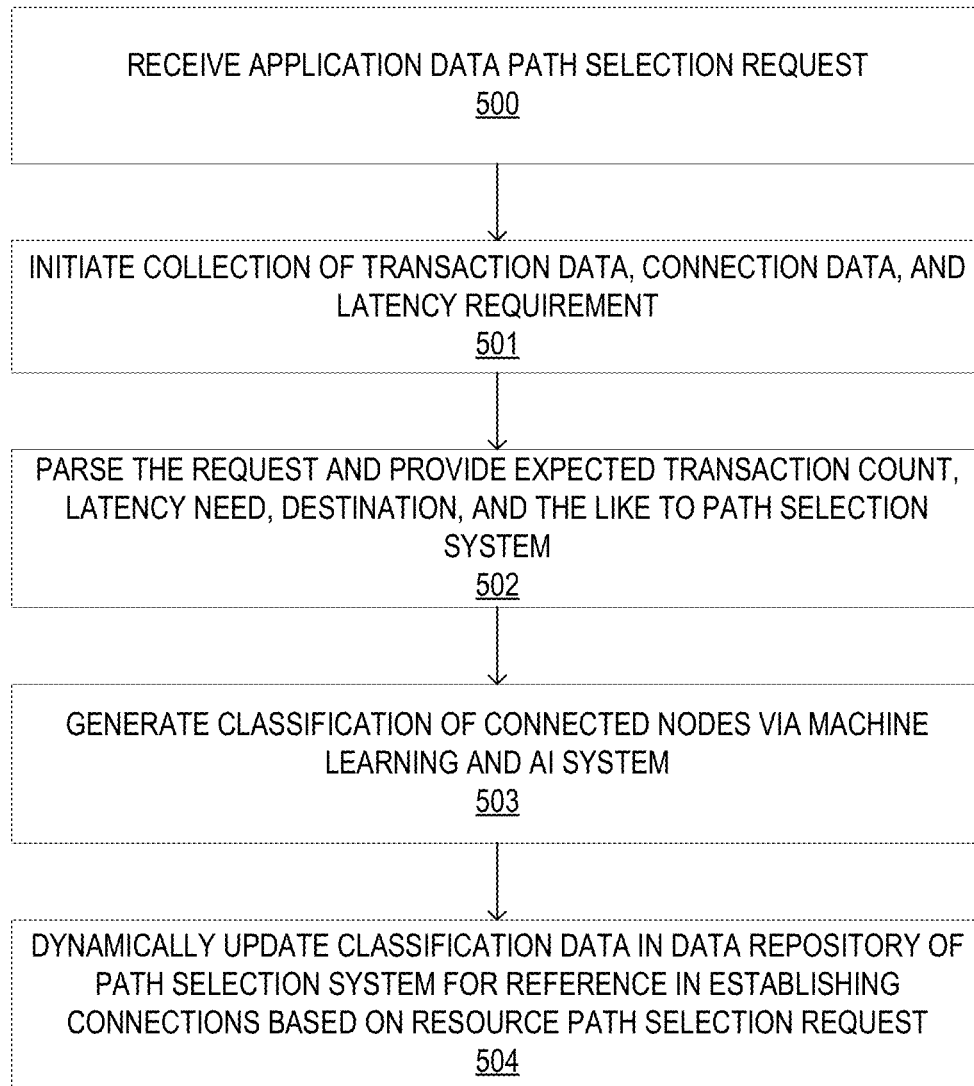 RECEIVE APPLICATION DATA PATH SELECTION REQUEST
500
INITIATE COLLECTION OF TRANSACTION DATA, CONNECTION DATA, AND
LATENCY REQUIREMENT
501
PARSE THE REQUEST AND PROVIDE EXPECTED TRANSACTION COUNT,
LATENCY NEED, DESTINATION, AND THE LIKE TO PATH SELECTION
SYSTEM
502
GENERATE CLASSIFICATION OF CONNECTED NODES VIA MACHINE
LEARNING AND AI SYSTEM
503
DYNAMICALLY UPDATE CLASSIFICATION DATA IN DATA REPOSITORY OF
PATH SELECTION SYSTEM FOR REFERENCE IN ESTABLISHING
CONNECTIONS BASED ON RESOURCE PATH SELECTION REQUEST
504